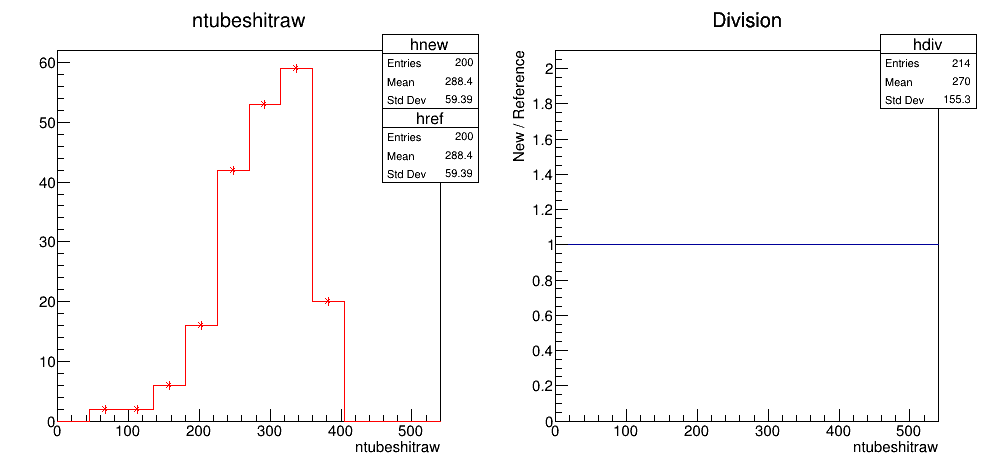 ntubeshitraw
hnew
Entries 200
Mean 288.4
Std Dev 59.39
href
Entries 200
Mean 288.4
Std Dev 59.39
60
50
40
30
20
10
0
0 100 200 300 400 500
ntubeshitraw
Division
hdiv
Entries 214
Mean 270
Std Dev 155.3
New / Reference
2
1.8
1.6
1.4
1.2
1
0.8
0.6
0.4
0.2
0
0 100 200 300 400 500
ntubeshitraw